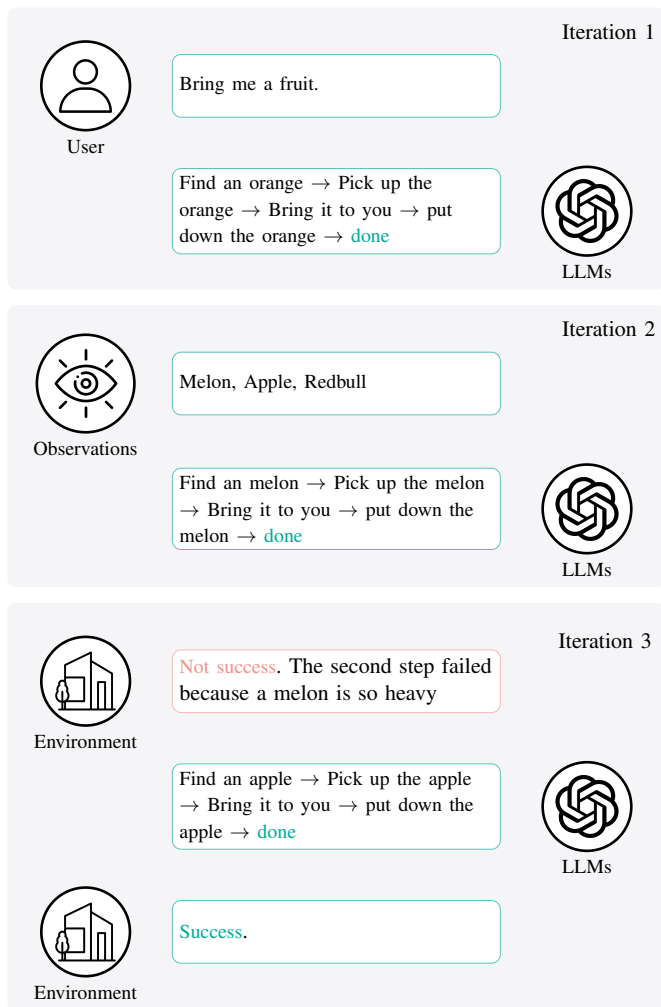 Iteration 1
Bring me a fruit.
User
Find an orange → Pick up the
orange → Bring it to you → put
down the orange → done
LLMs
Iteration 2
Melon, Apple, Redbull
Observations
Find an melon → Pick up the melon
→ Bring it to you → put down the
melon → done
LLMs
Iteration 3
Not success. The second step failed
because a melon is so heavy
Environment
Find an apple → Pick up the apple
→ Bring it to you → put down the
apple → done
LLMs
Success.
Environment